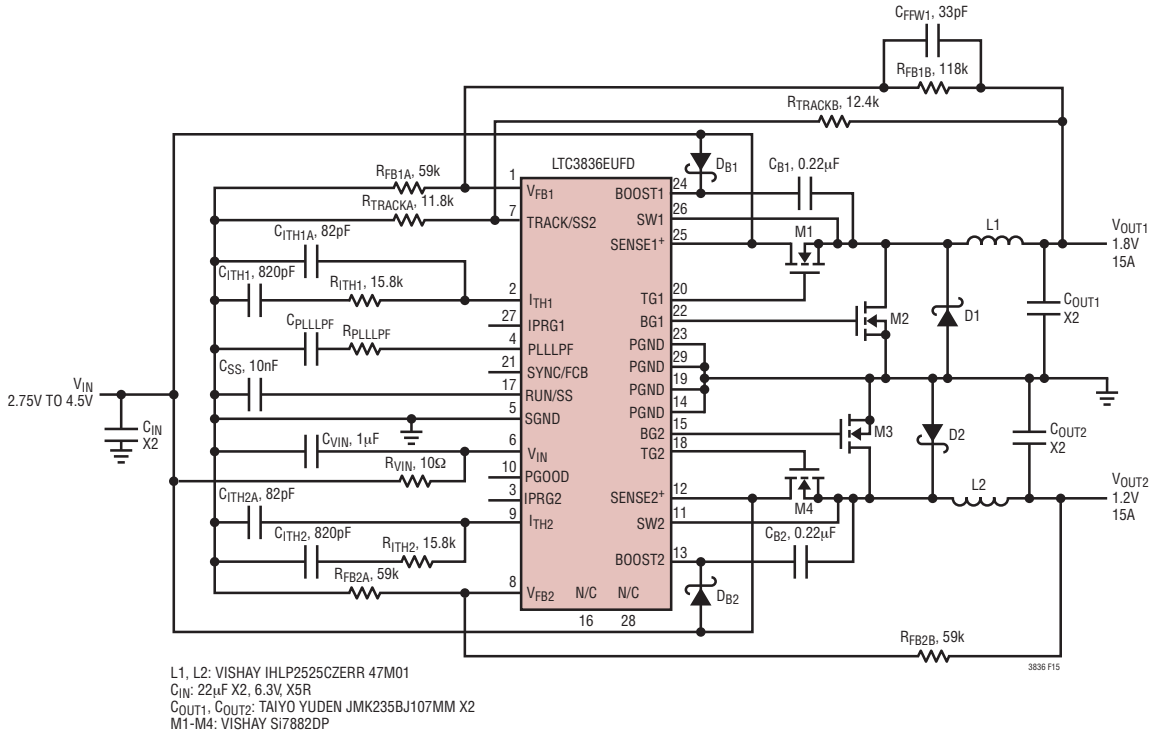 CFFW1, 33pF
RFB1B, 118k
RTRACKB, 12.4k
LTC3836EUFD
DB1
CB1, 0.22μF
RFB1A, 59k
1
VFB1
BOOST1
24
RTRACKA, 11.8k
7
TRACK/SS2
SW1
26
SENSE1+
25
M1
L1
VOUT1
1.8V
15A
CITH1A, 82pF
CITH1, 820pF
RITH1, 15.8k
2
ITH1
TG1
20
27
IPRG1
BG1
22
M2
D1
COUT1
X2
CPLLLPF
RPLLLPF
4
PLLLPF
PGND
23
21
SYNC/FCB
PGND
29
CSS, 10nF
17
RUN/SS
PGND
19
5
SGND
PGND
14
VIN
2.75V TO 4.5V
CIN
X2
BG2
15
M3
D2
COUT2
X2
CVIN, 1μF
6
VIN
TG2
18
RVIN, 10Ω
10
PGOOD
3
IPRG2
SENSE2+
12
M4
L2
VOUT2
1.2V
15A
CITH2A, 82pF
9
ITH2
SW2
11
CITH2, 820pF
RITH2, 15.8k
CB2, 0.22μF
BOOST2
13
RFB2A, 59k
8
VFB2
N/C
N/C
16
28
DB2
RFB2B, 59k
3836 F15
L1, L2: VISHAY IHLP2525CZERR 47M01
CIN: 22μF X2, 6.3V, X5R
COUT1, COUT2: TAIYO YUDEN JMK235BJ107MM X2
M1-M4: VISHAY Si7882DP